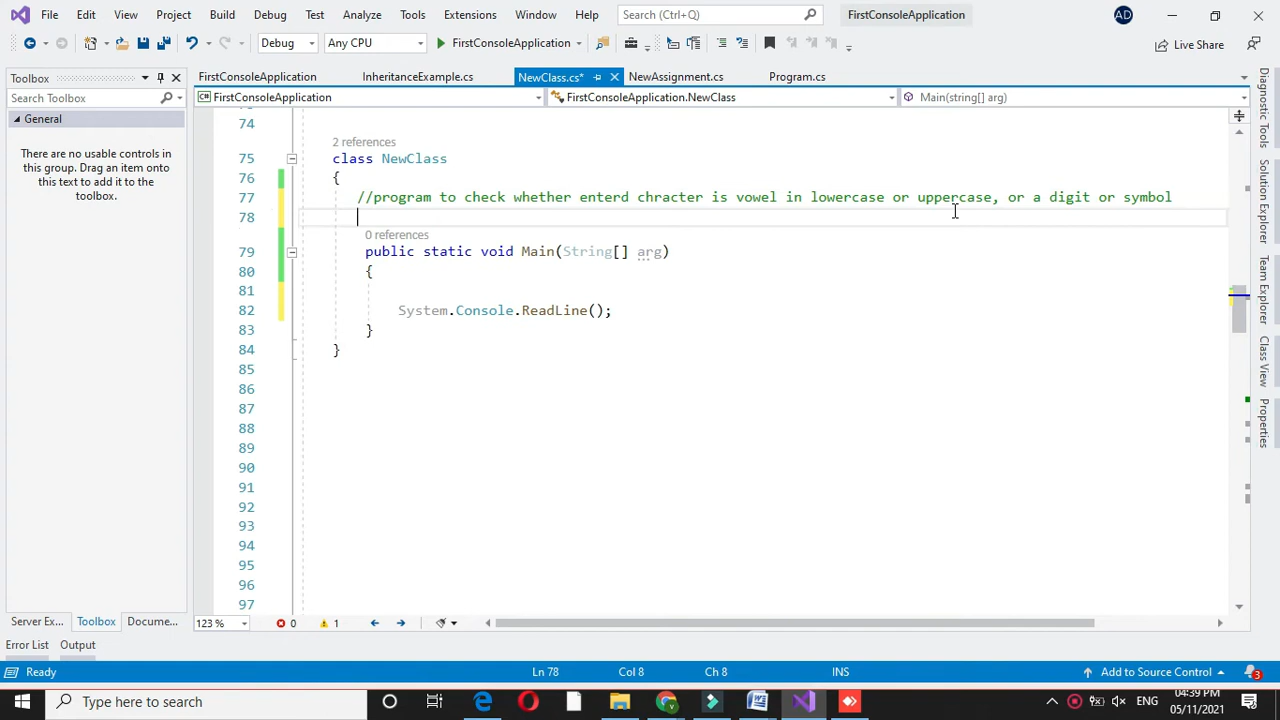 File Edit View Project Build Debug Test Analyze Tools Extensions Window Help Search (Ctrl+Q) FirstConsoleApplication AD
Debug Any CPU FirstConsoleApplication Live Share
Toolbox
FirstConsoleApplication InheritanceExample.cs NewClass.cs* NewAssignment.cs Program.cs
Search Toolbox
FirstConsoleApplication FirstConsoleApplication.NewClass Main(string[] arg)
General
There are no usable controls in
this group. Drag an item onto
this text to add it to the
toolbox.
74
2 references
75 class NewClass
76 {
77 //program to check whether enterd chracter is vowel in lowercase or uppercase, or a digit or symbol
78
0 references
79 public static void Main(String[] arg)
80 {
81
82 System.Console.ReadLine();
83 }
84 }
85
86
87
88
89
90
91
92
93
94
95
96
97
Diagnostic Tools
Solution Explorer
Team Explorer
Class View
Properties
Server Ex... Toolbox Docume...
123 % 0 1
Error List Output
Ready Ln 78 Col 8 Ch 8 INS Add to Source Control 3
Type here to search ENG 04:39 PM
05/11/2021